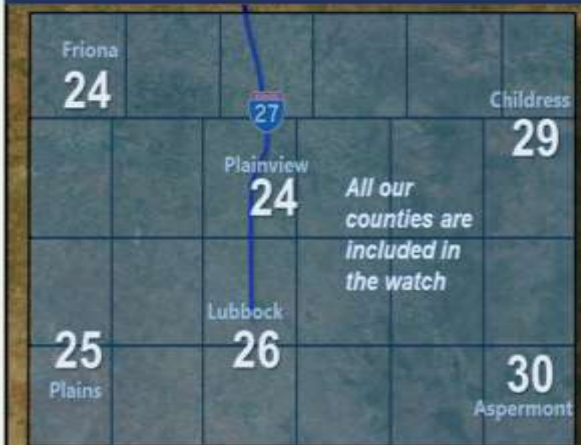 Friona
24
27
Childress
29
Plainview
24
All our
counties are
included in
the watch
Lubbock
26
25
Plains
30
Aspermont